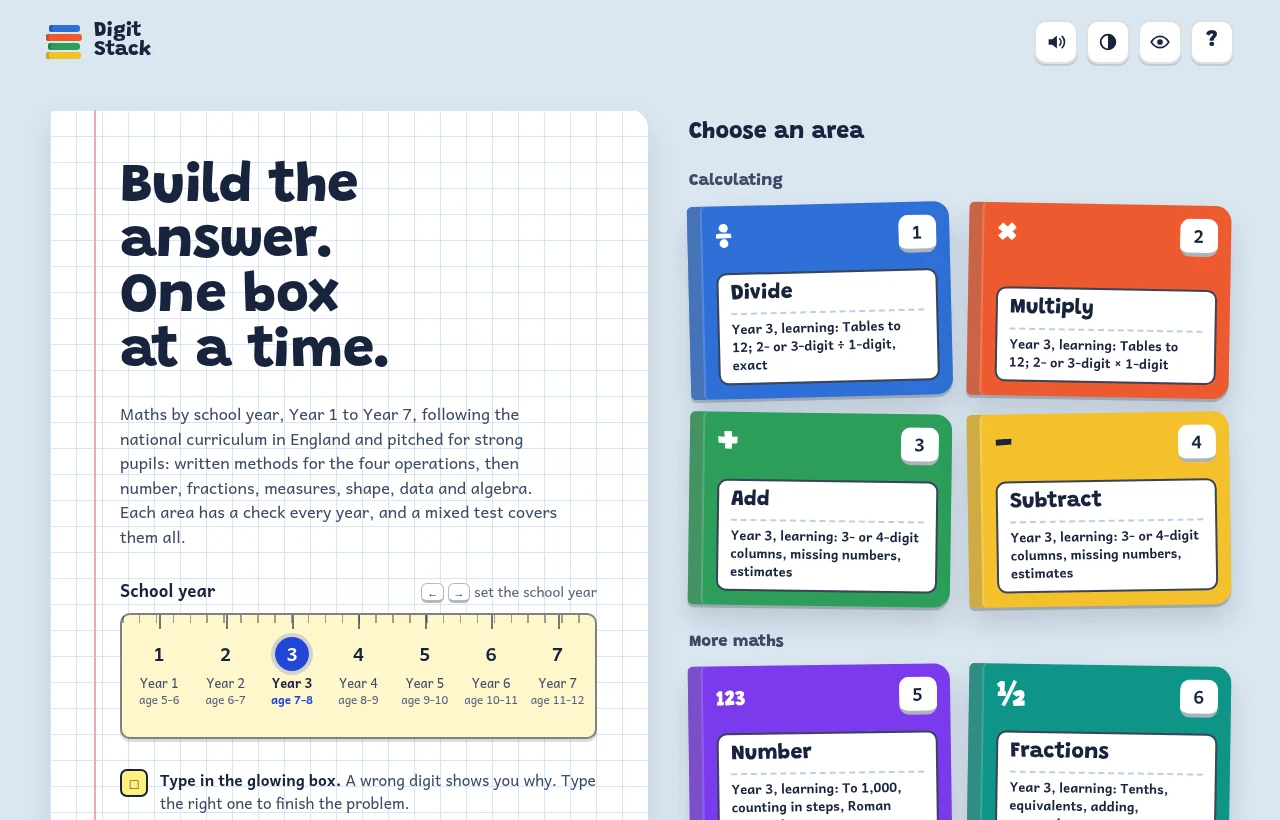 Digit
Stack
?
Build the
answer.
One box
at a time.
Maths by school year, Year 1 to Year 7, following the
national curriculum in England and pitched for strong
pupils: written methods for the four operations, then
number, fractions, measures, shape, data and algebra.
Each area has a check every year, and a mixed test covers
them all.
School year
← → set the school year
1 2 3 4 5 6 7
Year 1 Year 2 Year 3 Year 4 Year 5 Year 6 Year 7
age 5-6 age 6-7 age 7-8 age 8-9 age 9-10 age 10-11 age 11-12
Type in the glowing box. A wrong digit shows you why. Type
the right one to finish the problem.
Choose an area
Calculating
÷ 1
Divide
Year 3, learning: Tables to
12; 2- or 3-digit ÷ 1-digit,
exact
× 2
Multiply
Year 3, learning: Tables to
12; 2- or 3-digit × 1-digit
+ 3
Add
Year 3, learning: 3- or 4-digit
columns, missing numbers,
estimates
− 4
Subtract
Year 3, learning: 3- or 4-digit
columns, missing numbers,
estimates
More maths
123 5
Number
Year 3, learning: To 1,000,
counting in steps, Roman
½ 6
Fractions
Year 3, learning: Tenths,
equivalents, adding,